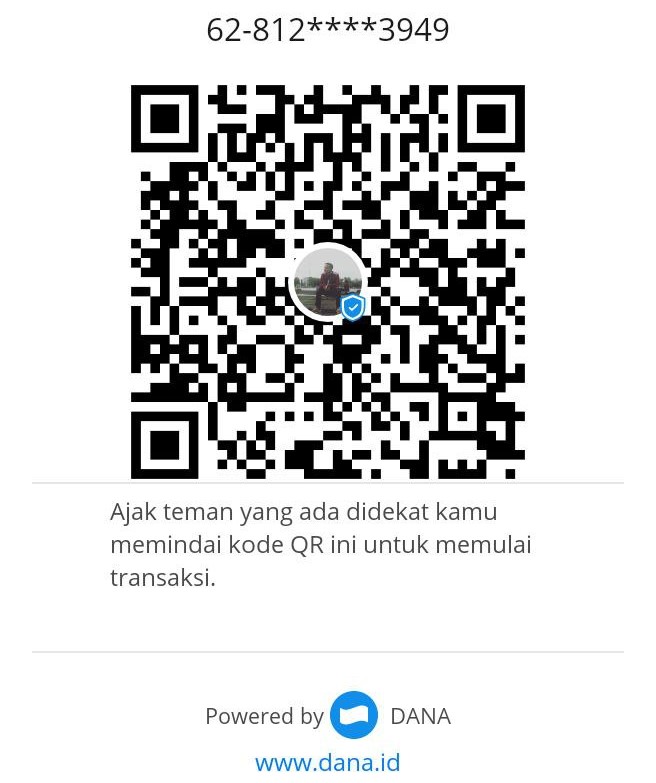 62-812****3949
Ajak teman yang ada didekat kamu
memindai kode QR ini untuk memulai
transaksi.
Powered by DANA
www.dana.id